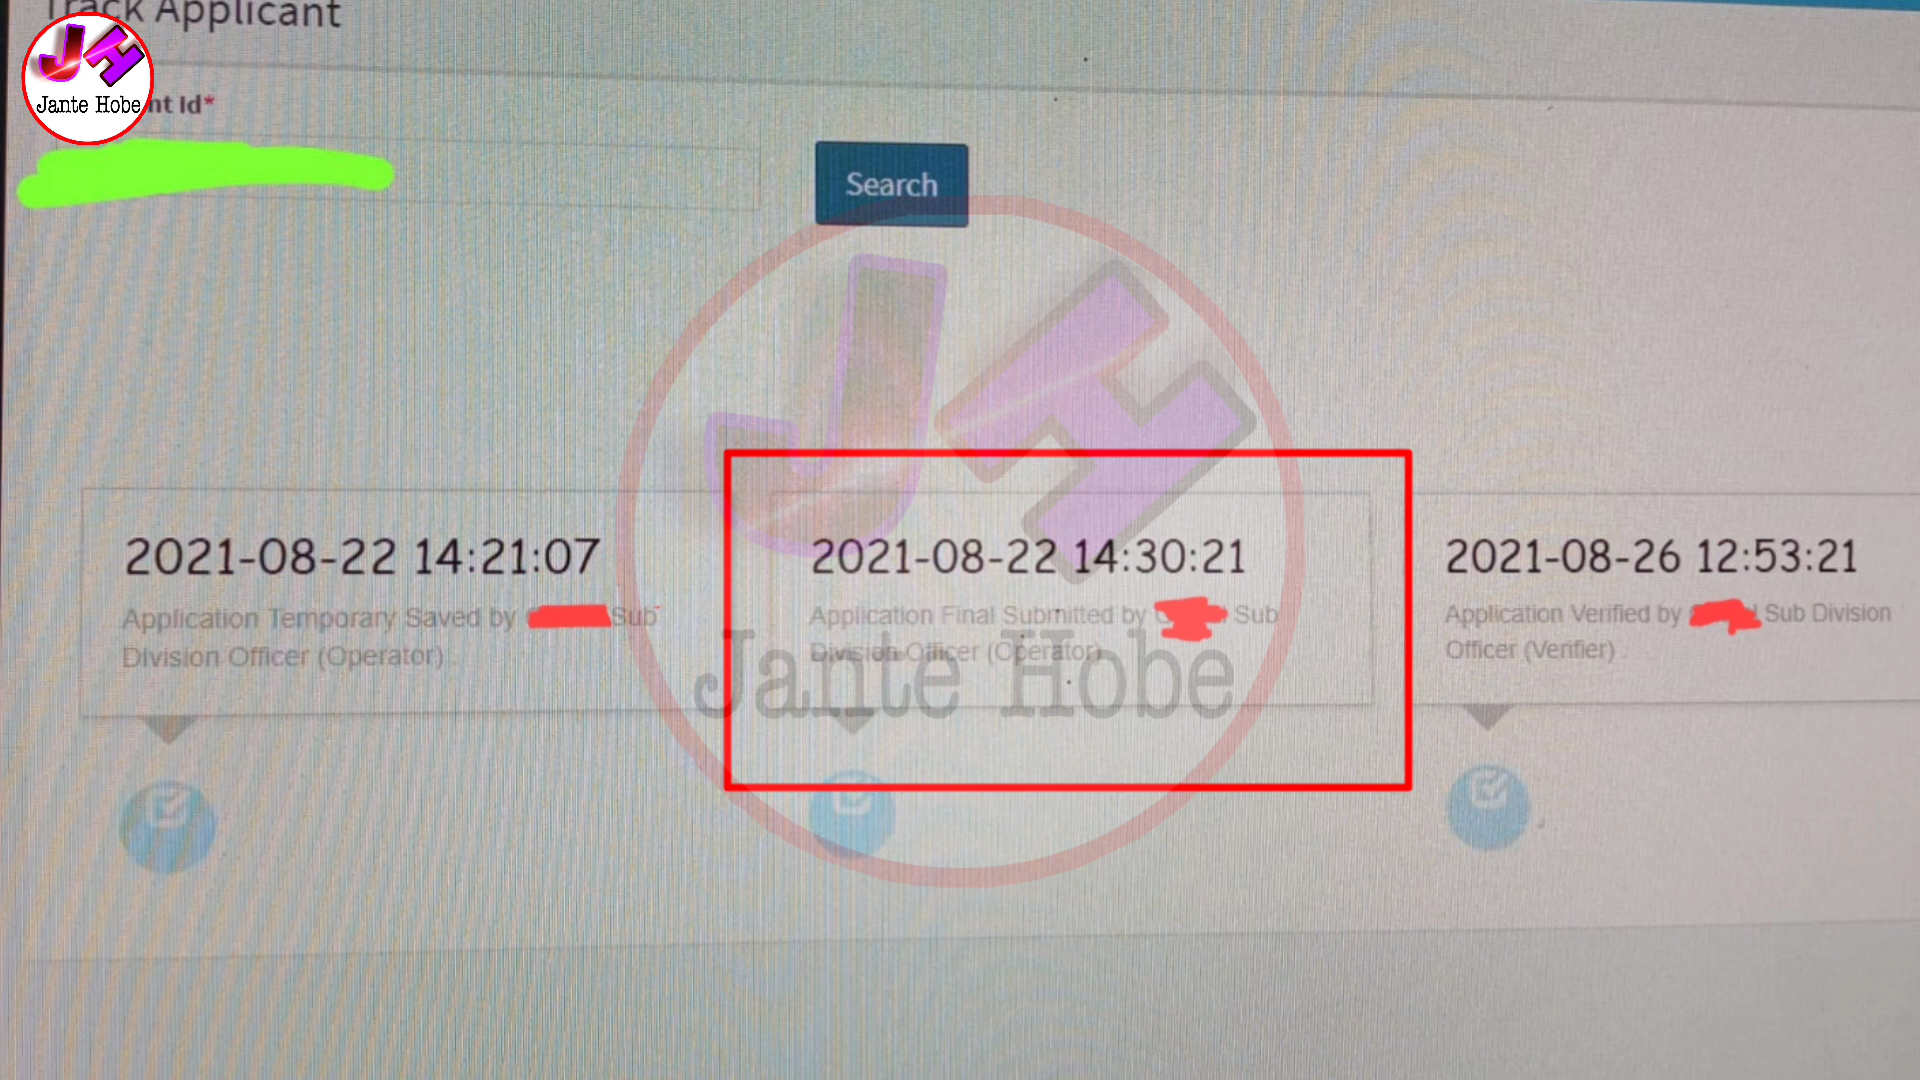 Track Applicant
Jante Hobe
nt Id*
Search
2021-08-22 14:21:07
Application Temporary Saved by Sub
Division Officer (Operator)
2021-08-22 14:30:21
Application Final Submitted by Sub
Division Officer (Operator)
2021-08-26 12:53:21
Application Verified by Sub Division
Officer (Verifier)
Jante Hobe